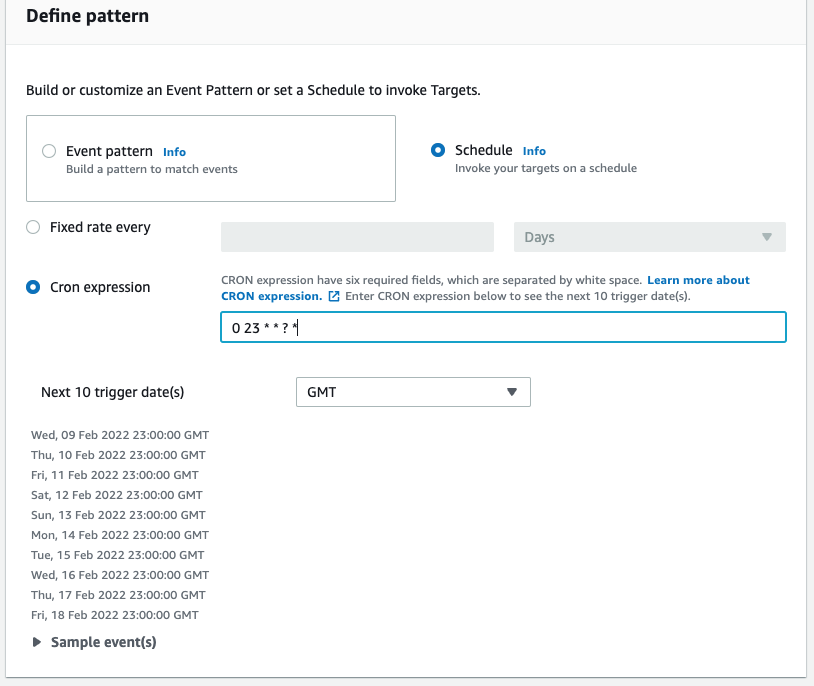 Define pattern
Build or customize an Event Pattern or set a Schedule to invoke Targets.
Event pattern Info
Build a pattern to match events
Schedule Info
Invoke your targets on a schedule
Fixed rate every
Days
Cron expression
CRON expression have six required fields, which are separated by white space. Learn more about
CRON expression. Enter CRON expression below to see the next 10 trigger date(s).
0 23 * * ? *
Next 10 trigger date(s)
GMT
Wed, 09 Feb 2022 23:00:00 GMT
Thu, 10 Feb 2022 23:00:00 GMT
Fri, 11 Feb 2022 23:00:00 GMT
Sat, 12 Feb 2022 23:00:00 GMT
Sun, 13 Feb 2022 23:00:00 GMT
Mon, 14 Feb 2022 23:00:00 GMT
Tue, 15 Feb 2022 23:00:00 GMT
Wed, 16 Feb 2022 23:00:00 GMT
Thu, 17 Feb 2022 23:00:00 GMT
Fri, 18 Feb 2022 23:00:00 GMT
Sample event(s)